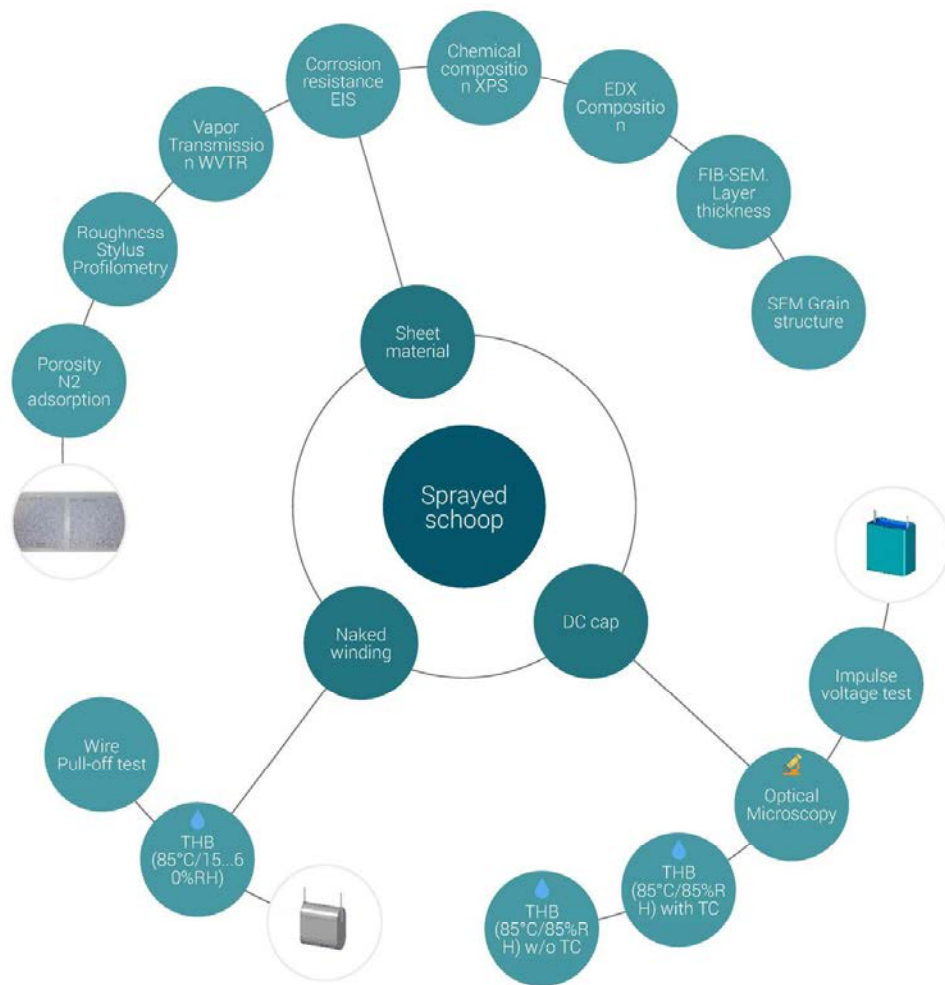 Corrosion
resistance
EIS
Chemical
compositio
n XPS
EDX
Compositio
n
Vapor
Transmissio
n WVTR
FIB-SEM.
Layer
thickness
Roughness
Stylus
Profilometry
SEM Grain
structure
Sheet
material
Porosity
N2
adsorption
Sprayed
schoop
Naked
winding
DC cap
Impulse
voltage test
Wire
Pull-off test
Optical
Microscopy
THB
(85°C/15...6
0%RH)
THB
(85°C/85%R
H) with TC
THB
(85°C/85%R
H) w/o TC